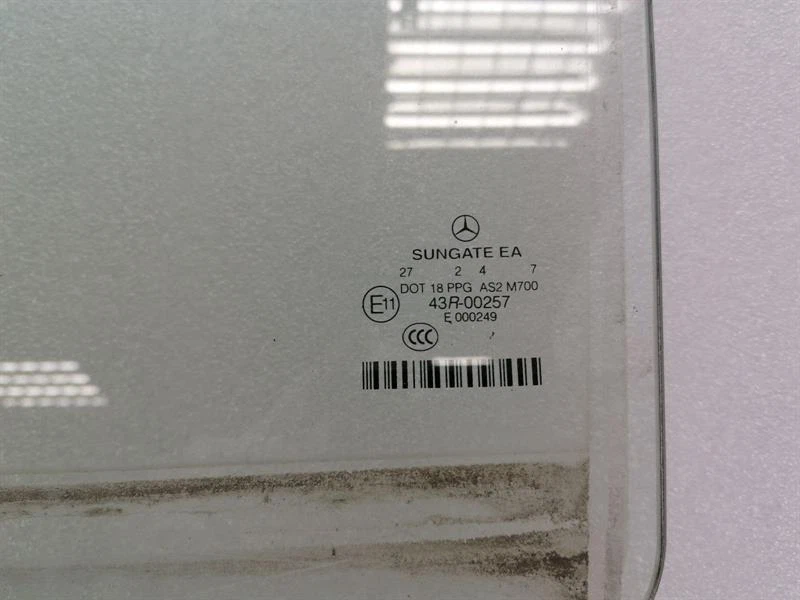 SUNGATE EA
27 2 4 7
DOT 18 PPG AS2 M700
E11 43R-00257
E 000249
CCC